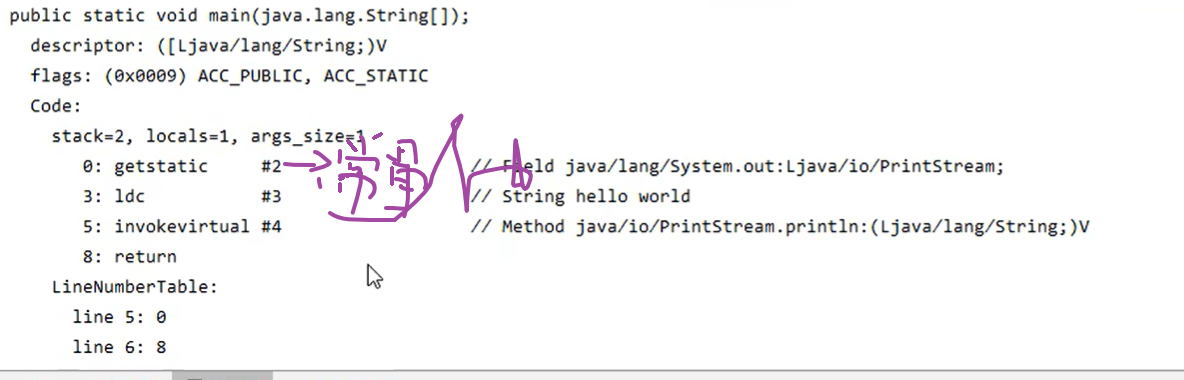 public static void main(java.lang.String[]);
descriptor: ([Ljava/lang/String;)V
flags: (0x0009) ACC_PUBLIC, ACC_STATIC
Code:
stack=2, locals=1, args_size=1
0: getstatic #2 // Field java/lang/System.out:Ljava/io/PrintStream;
3: ldc #3 // String hello world
5: invokevirtual #4 // Method java/io/PrintStream.println:(Ljava/lang/String;)V
8: return
LineNumberTable:
line 5: 0
line 6: 8